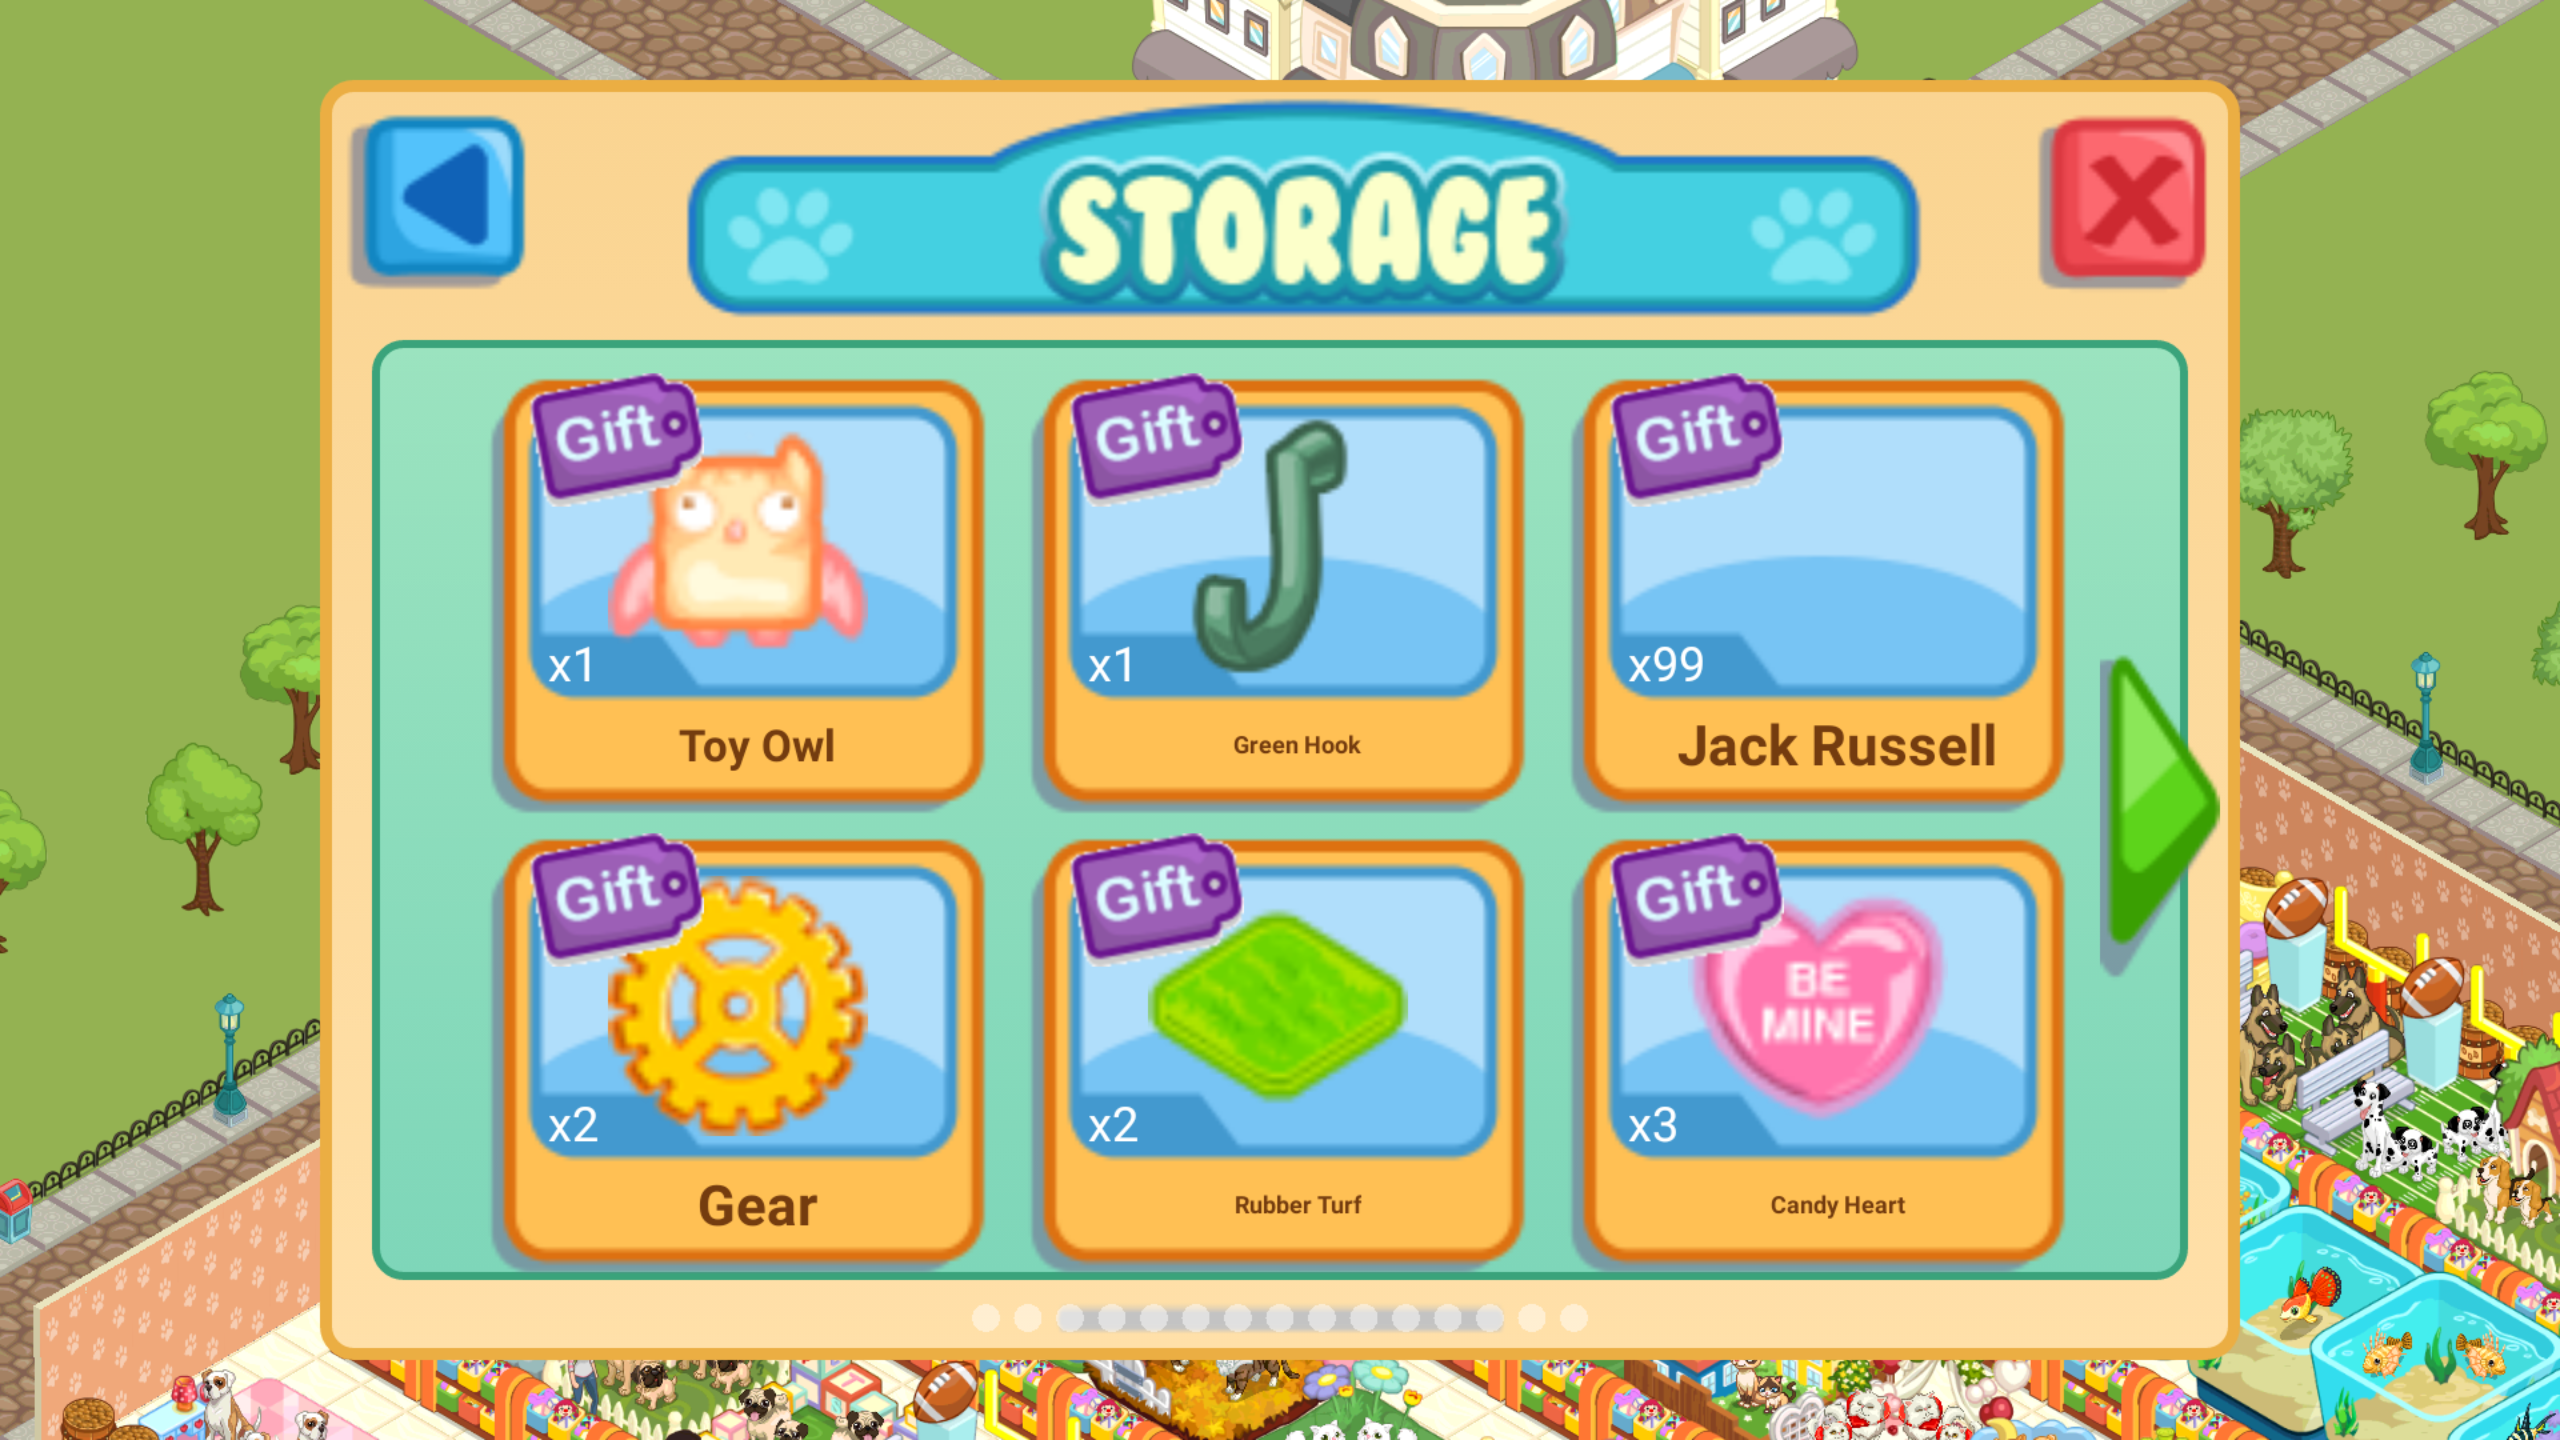 STORAGE
Gift
x1
Toy Owl
Gift
x1
Green Hook
Gift
x99
Jack Russell
Gift
x2
Gear
Gift
x2
Rubber Turf
Gift
BE
MINE
x3
Candy Heart